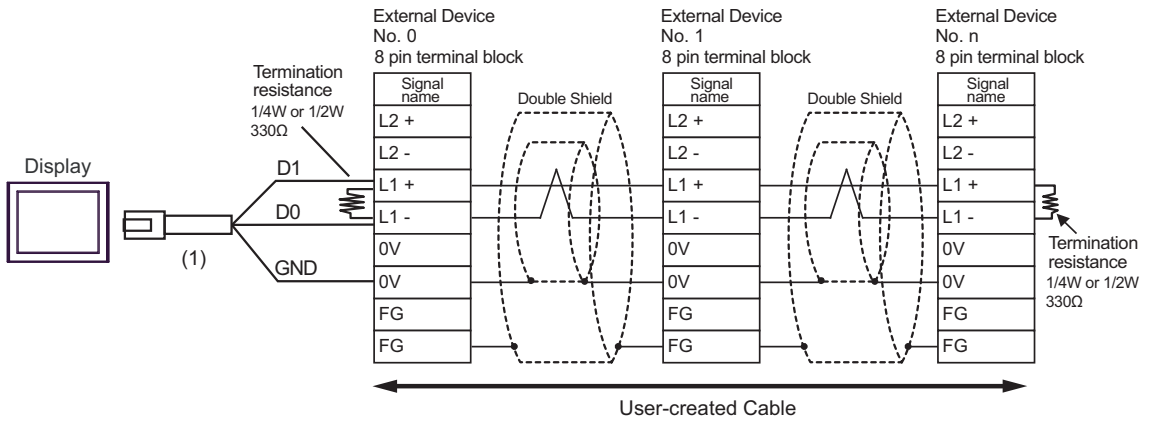 External Device
No. 0
8 pin terminal block
External Device
No. 1
8 pin terminal block
External Device
No. n
8 pin terminal block
Termination
resistance
1/4W or 1/2W
330Ω
Signal
name
L2 +
L2 -
L1 +
L1 -
0V
0V
FG
FG
Double Shield
Signal
name
L2 +
L2 -
L1 +
L1 -
0V
0V
FG
FG
Double Shield
Signal
name
L2 +
L2 -
L1 +
L1 -
0V
0V
FG
FG
Display
D1
D0
GND
(1)
Termination
resistance
1/4W or 1/2W
330Ω
User-created Cable